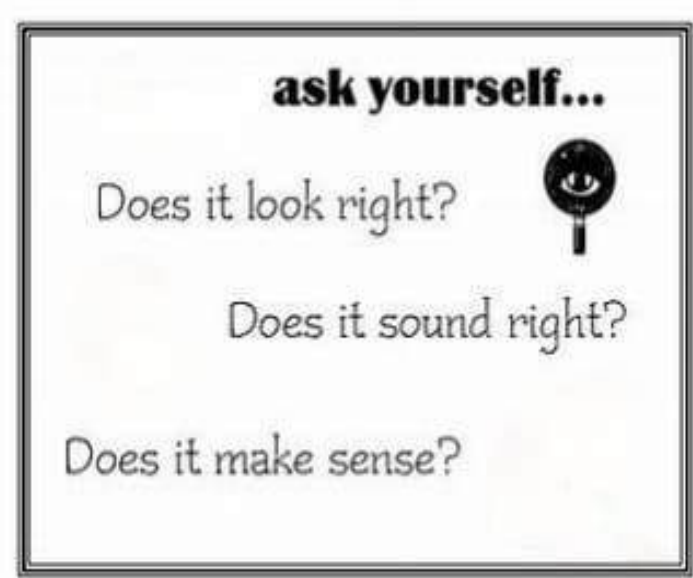 ask yourself...
Does it look right?
Does it sound right?
Does it make sense?